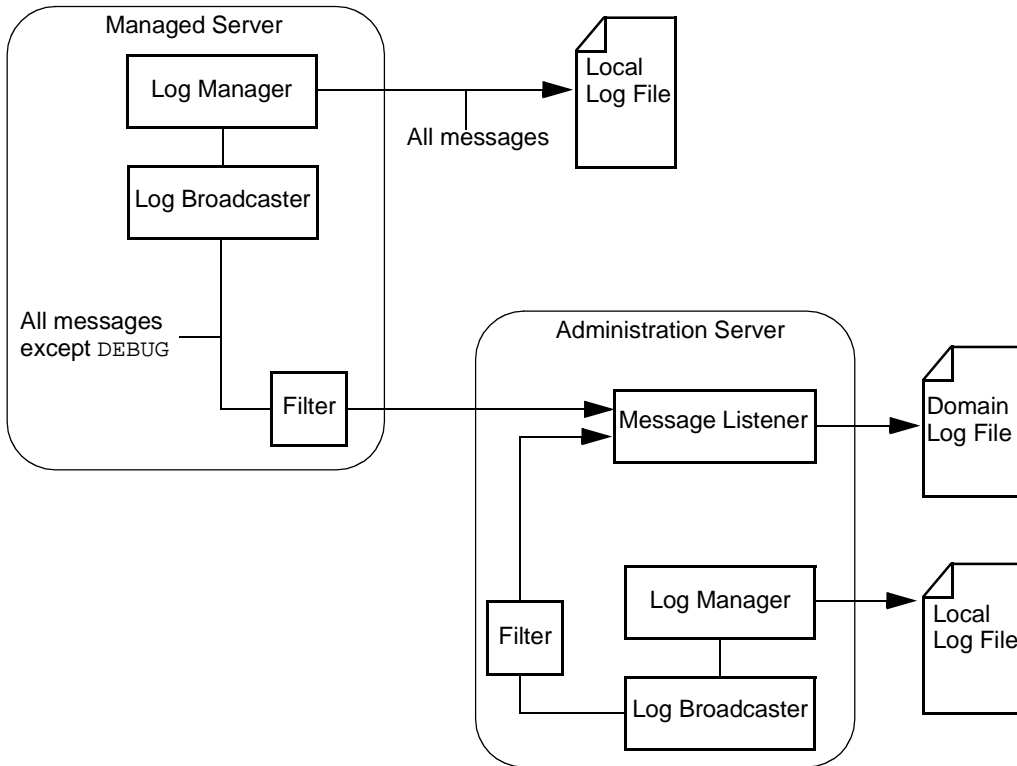 Managed Server
Log Manager
Local
Log File
All messages
Log Broadcaster
All messages
except DEBUG
Filter
Administration Server
Message Listener
Domain
Log File
Log Manager
Local
Log File
Filter
Log Broadcaster